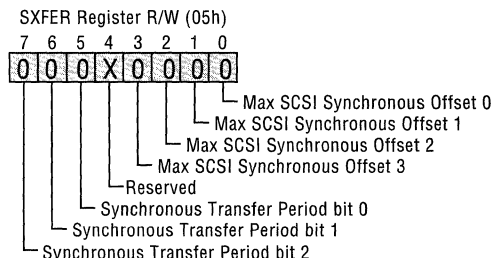 SXFER Register R/W (05h)
7 6 5 4 3 2 1 0
0 0 0 X 0 0 0 0
Max SCSI Synchronous Offset 0
Max SCSI Synchronous Offset 1
Max SCSI Synchronous Offset 2
Max SCSI Synchronous Offset 3
Reserved
Synchronous Transfer Period bit 0
Synchronous Transfer Period bit 1
Synchronous Transfer Period bit 2